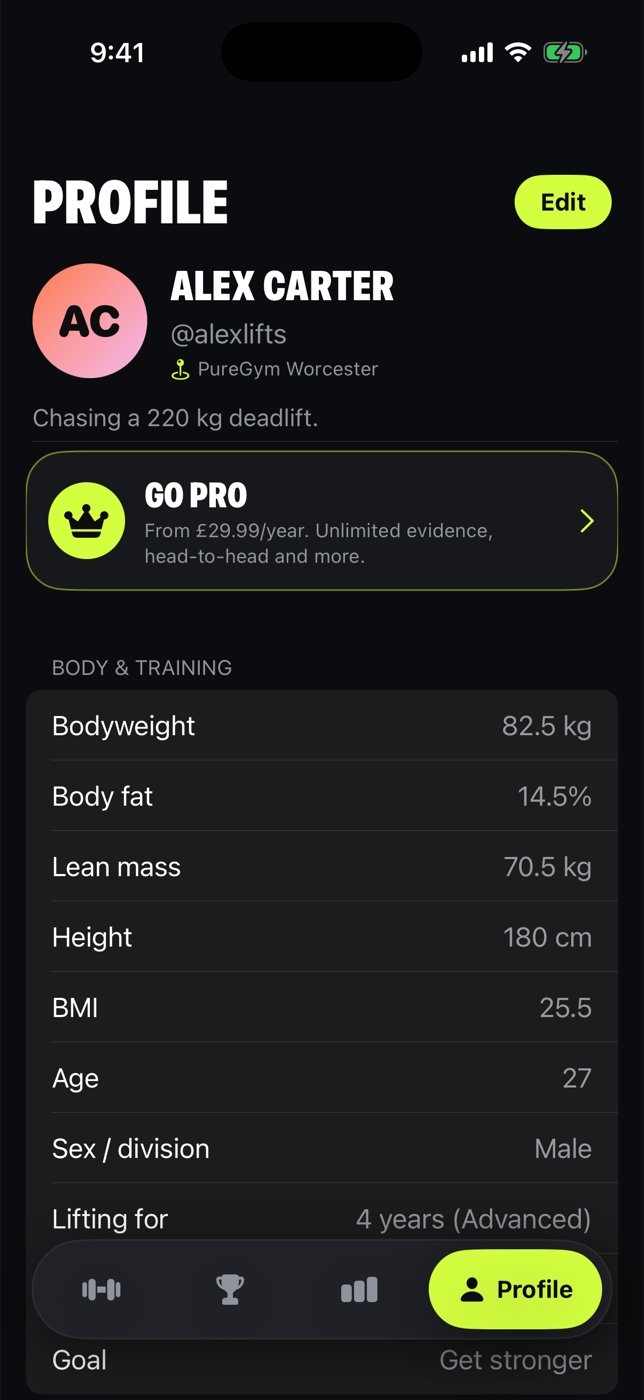 9:41
PROFILE
Edit
AC
ALEX CARTER
@alexlifts
PureGym Worcester
Chasing a 220 kg deadlift.
GO PRO
From £29.99/year. Unlimited evidence,
head-to-head and more.
BODY & TRAINING
Bodyweight 82.5 kg
Body fat 14.5%
Lean mass 70.5 kg
Height 180 cm
BMI 25.5
Age 27
Sex / division Male
Lifting for 4 years (Advanced)
Profile
Goal Get stronger